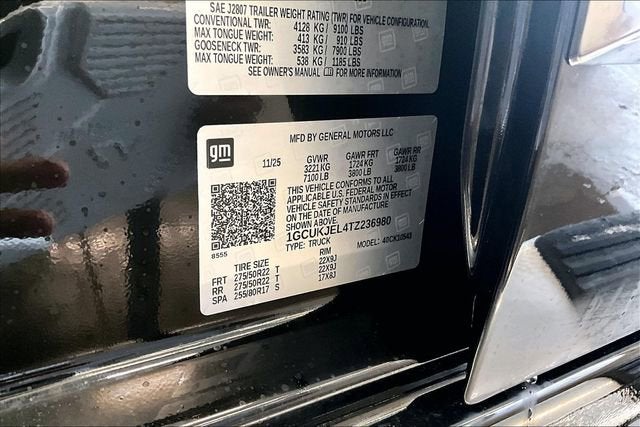 SAE J2807 TRAILER WEIGHT RATING (TWR) FOR VEHICLE CONFIGURATION.
CONVENTIONAL TWR: 4128 KG / 9100 LBS
MAX TONGUE WEIGHT: 413 KG / 910 LBS
GOOSENECK TWR: 3583 KG / 7900 LBS
MAX TONGUE WEIGHT: 538 KG / 1185 LBS
SEE OWNER'S MANUAL FOR MORE INFORMATION
gm
MFD BY GENERAL MOTORS LLC
11/25 GVWR GAWR FRT GAWR RR
3221KG 1724 KG 1724 KG
7100 LB 3800 LB 3800 LB
THIS VEHICLE CONFORMS TO ALL
APPLICABLE U.S. FEDERAL MOTOR
VEHICLE SAFETY STANDARDS IN EFFECT
ON THE DATE OF MANUFACTURE
SHOWN ABOVE.
1GCUKJEL4TZ236980
TYPE: TRUCK MODEL: 40CK10543
8555
TIRE SIZE RIM
FRT 275/50R22 T 22X9J
RR 275/50R22 T 22X9J
SPA 255/80R17 S 17X8J